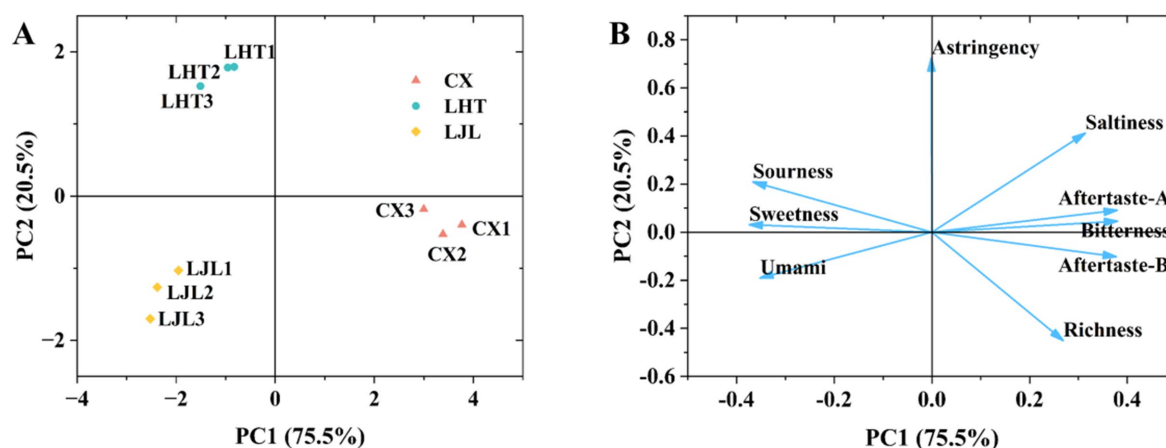 A
PC2 (20.5%)
2
0
−2
−4
−2
0
2
4
PC1 (75.5%)
LHT1
LHT2
LHT3
CX
LHT
LJL
CX3
CX1
CX2
LJL1
LJL2
LJL3
B
PC2 (20.5%)
0.8
0.6
0.4
0.2
0.0
-0.2
-0.4
-0.6
-0.4
-0.2
0.0
0.2
0.4
PC1 (75.5%)
Astringency
Saltiness
Sourness
Aftertaste-A
Sweetness
Bitterness
Umami
Aftertaste-B
Richness